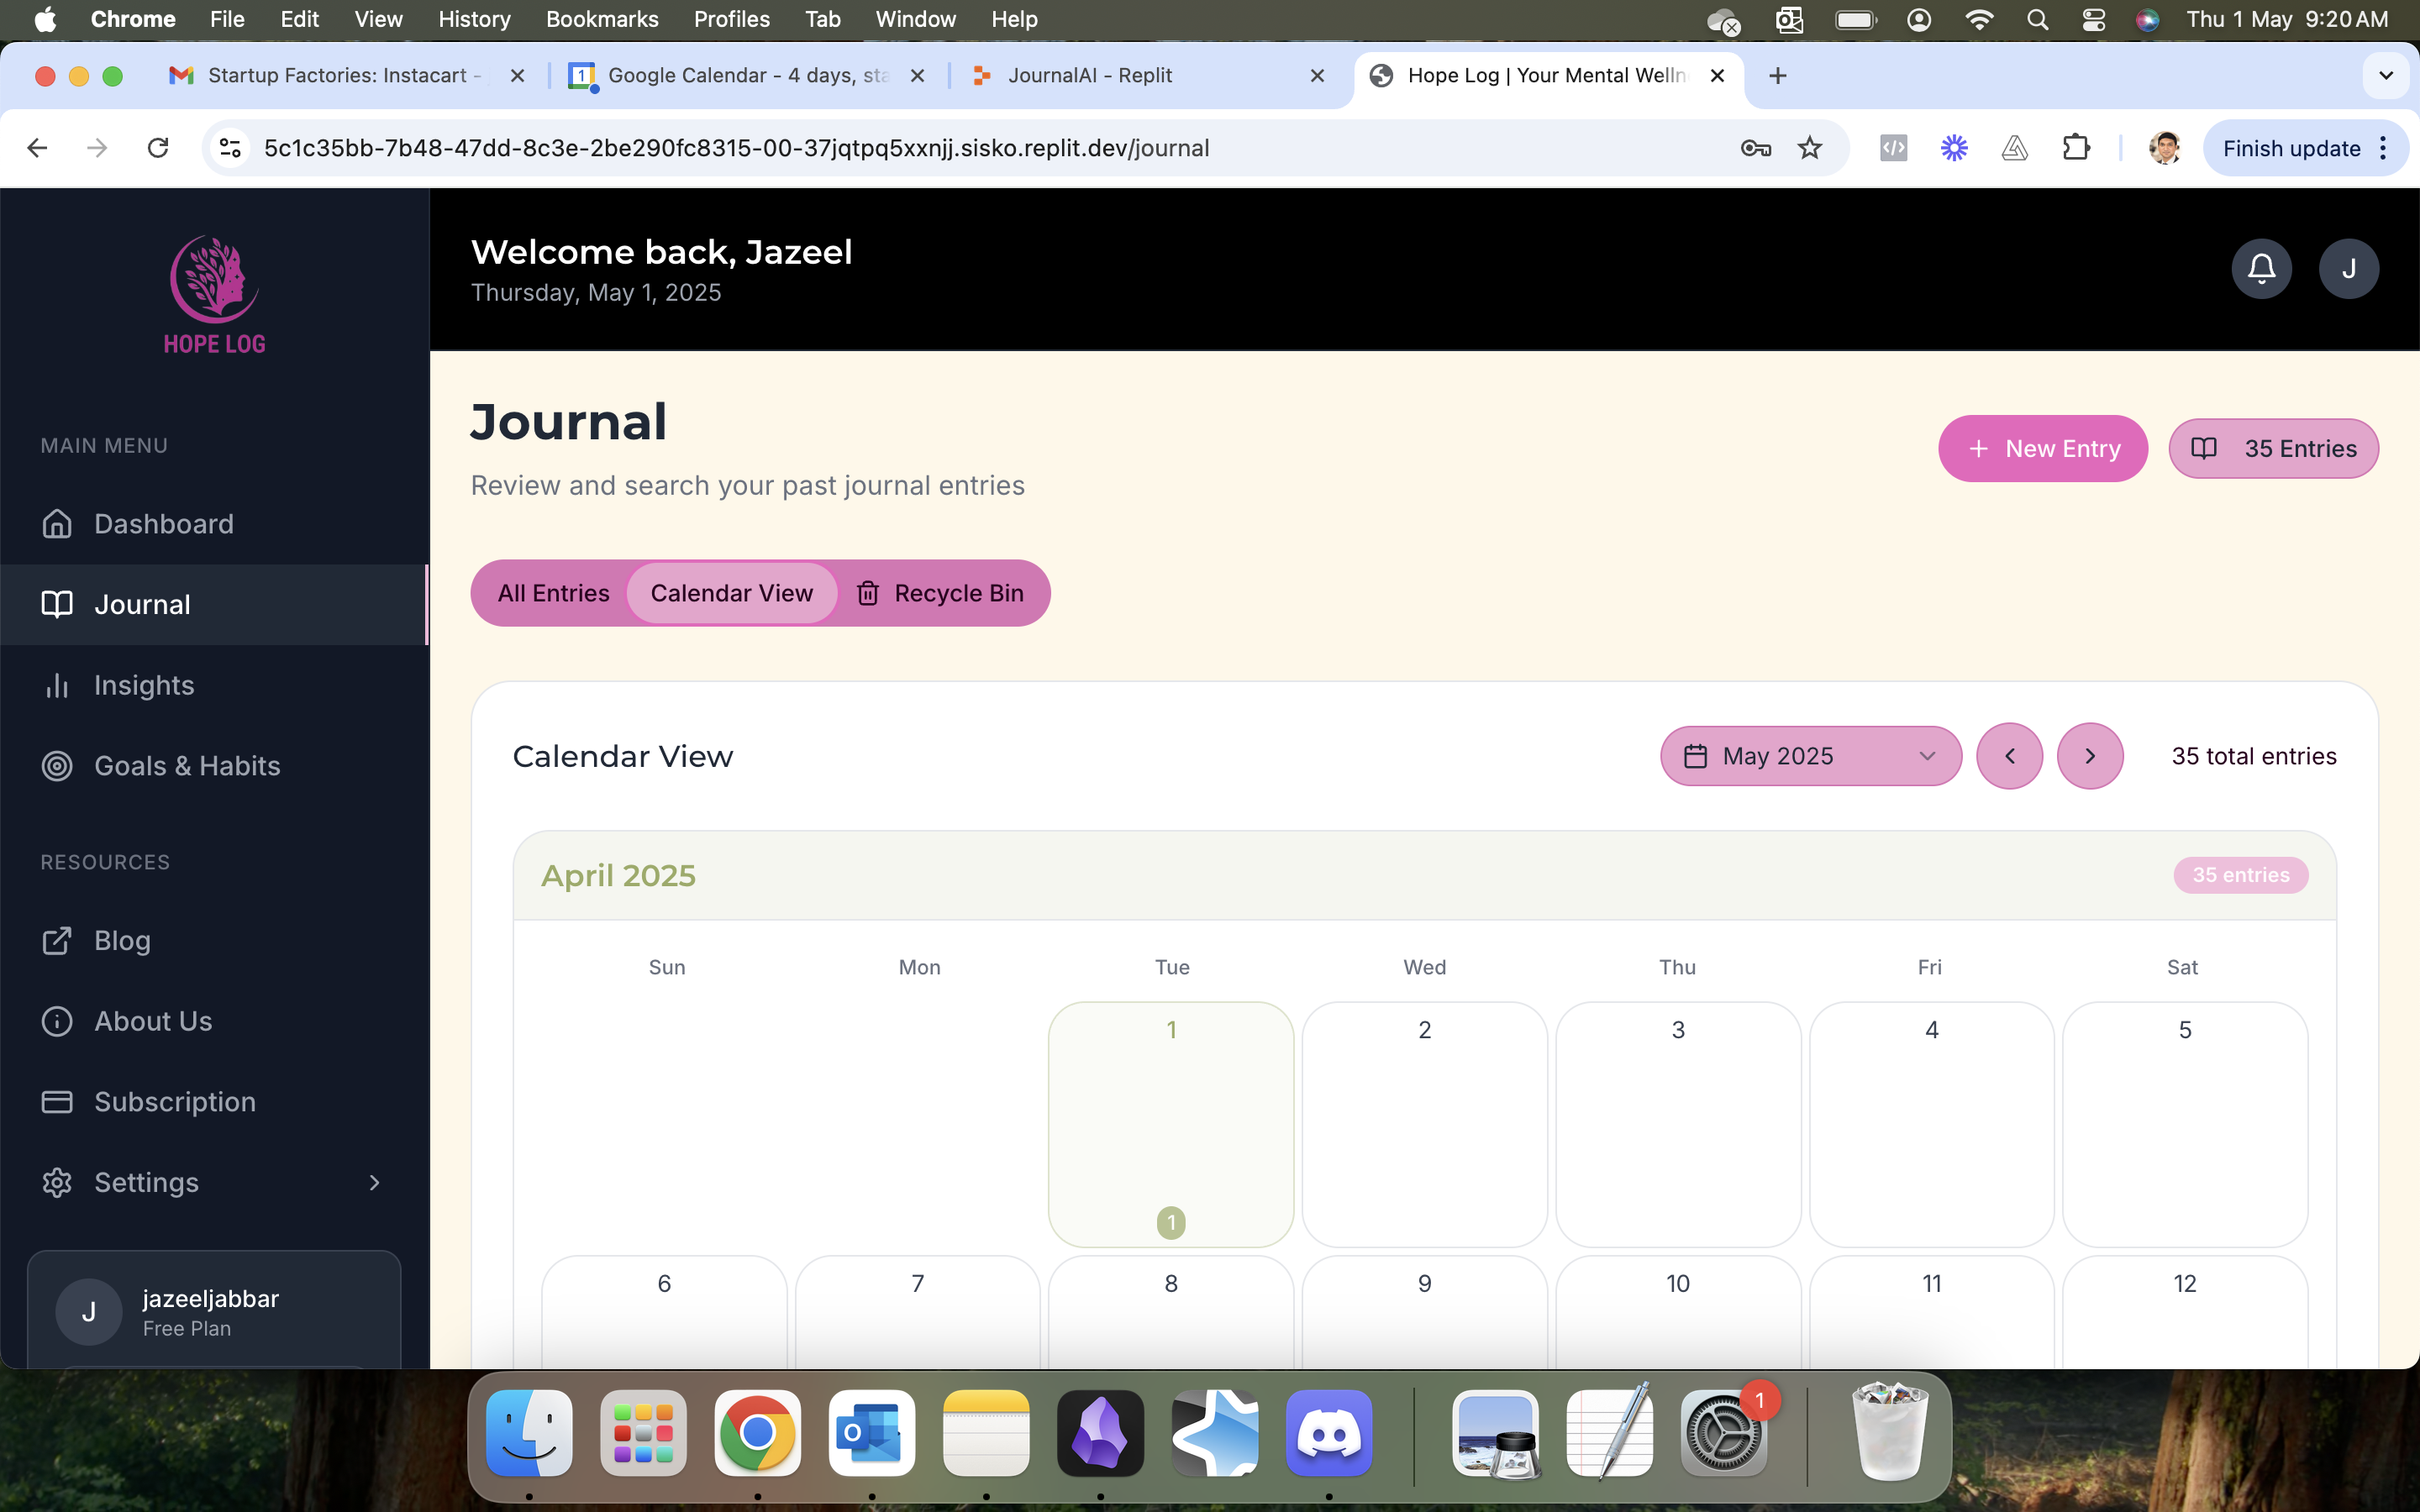 Chrome File Edit View History Bookmarks Profiles Tab Window Help Thu 1 May 9:20 AM
Startup Factories: Instacart - Google Calendar - 4 days, sta JournalAI - Replit Hope Log | Your Mental Welln
5c1c35bb-7b48-47dd-8c3e-2be290fc8315-00-37jqtpq5xxnjj.sisko.replit.dev/journal Finish update
HOPE LOG
MAIN MENU
Dashboard
Journal
Insights
Goals & Habits
RESOURCES
Blog
About Us
Subscription
Settings
J
jazeeljabbar
Free Plan
Welcome back, Jazeel
Thursday, May 1, 2025
J
Journal
Review and search your past journal entries
+ New Entry
35 Entries
All Entries Calendar View Recycle Bin
Calendar View
May 2025
35 total entries
April 2025
35 entries
Sun Mon Tue Wed Thu Fri Sat
1 2 3 4 5
1
6 7 8 9 10 11 12
1